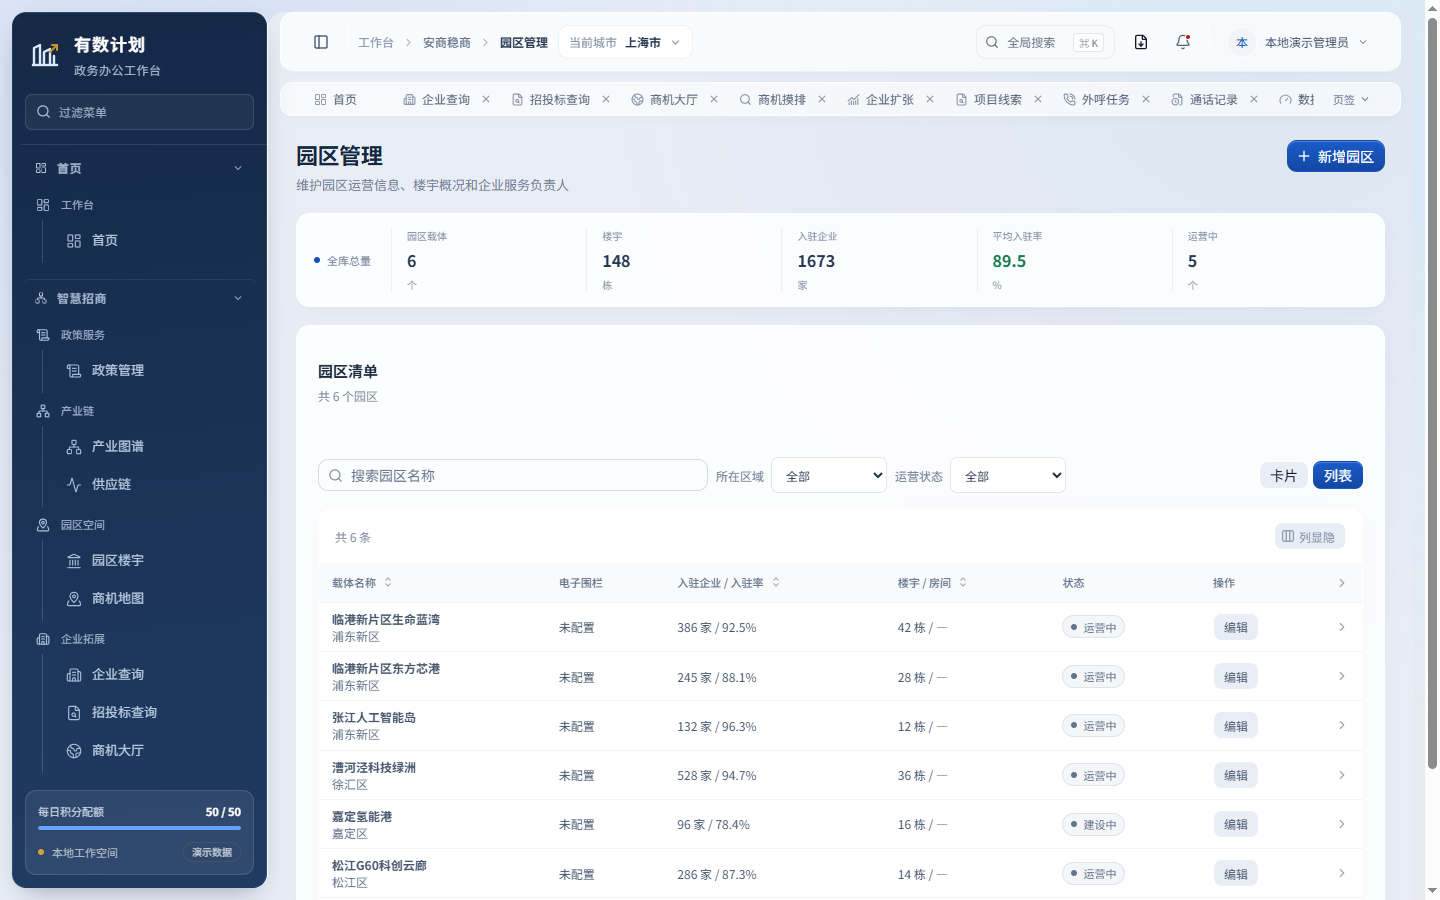 有数计划
政务办公工作台
过滤菜单
首页
工作台
首页
智慧招商
政策服务
政策管理
产业链
产业图谱
供应链
园区空间
园区楼宇
商机地图
企业拓展
企业查询
招投标查询
商机大厅
每日积分配额 50 / 50
本地工作空间 演示数据
工作台 安商稳商 园区管理 当前城市 上海市 全局搜索 ⌘K 本 本地演示管理员
首页 企业查询 招投标查询 商机大厅 商机摸排 企业扩张 项目线索 外呼任务 通话记录 数据 页签
园区管理
维护园区运营信息、楼宇概况和企业服务负责人
新增园区
全库总量
园区载体 6 个
楼宇 148 栋
入驻企业 1673 家
平均入驻率 89.5 %
运营中 5 个
园区清单
共 6 个园区
搜索园区名称 所在区域 全部 运营状态 全部 卡片 列表
共 6 条 列显隐
载体名称 电子围栏 入驻企业 / 入驻率 楼宇 / 房间 状态 操作
临港新片区生命蓝湾 浦东新区 未配置 386 家 / 92.5% 42 栋 / — 运营中 编辑
临港新片区东方芯港 浦东新区 未配置 245 家 / 88.1% 28 栋 / — 运营中 编辑
张江人工智能岛 浦东新区 未配置 132 家 / 96.3% 12 栋 / — 运营中 编辑
漕河泾科技绿洲 徐汇区 未配置 528 家 / 94.7% 36 栋 / — 运营中 编辑
嘉定氢能港 嘉定区 未配置 96 家 / 78.4% 16 栋 / — 建设中 编辑
松江G60科创云廊 松江区 未配置 286 家 / 87.3% 14 栋 / — 运营中 编辑